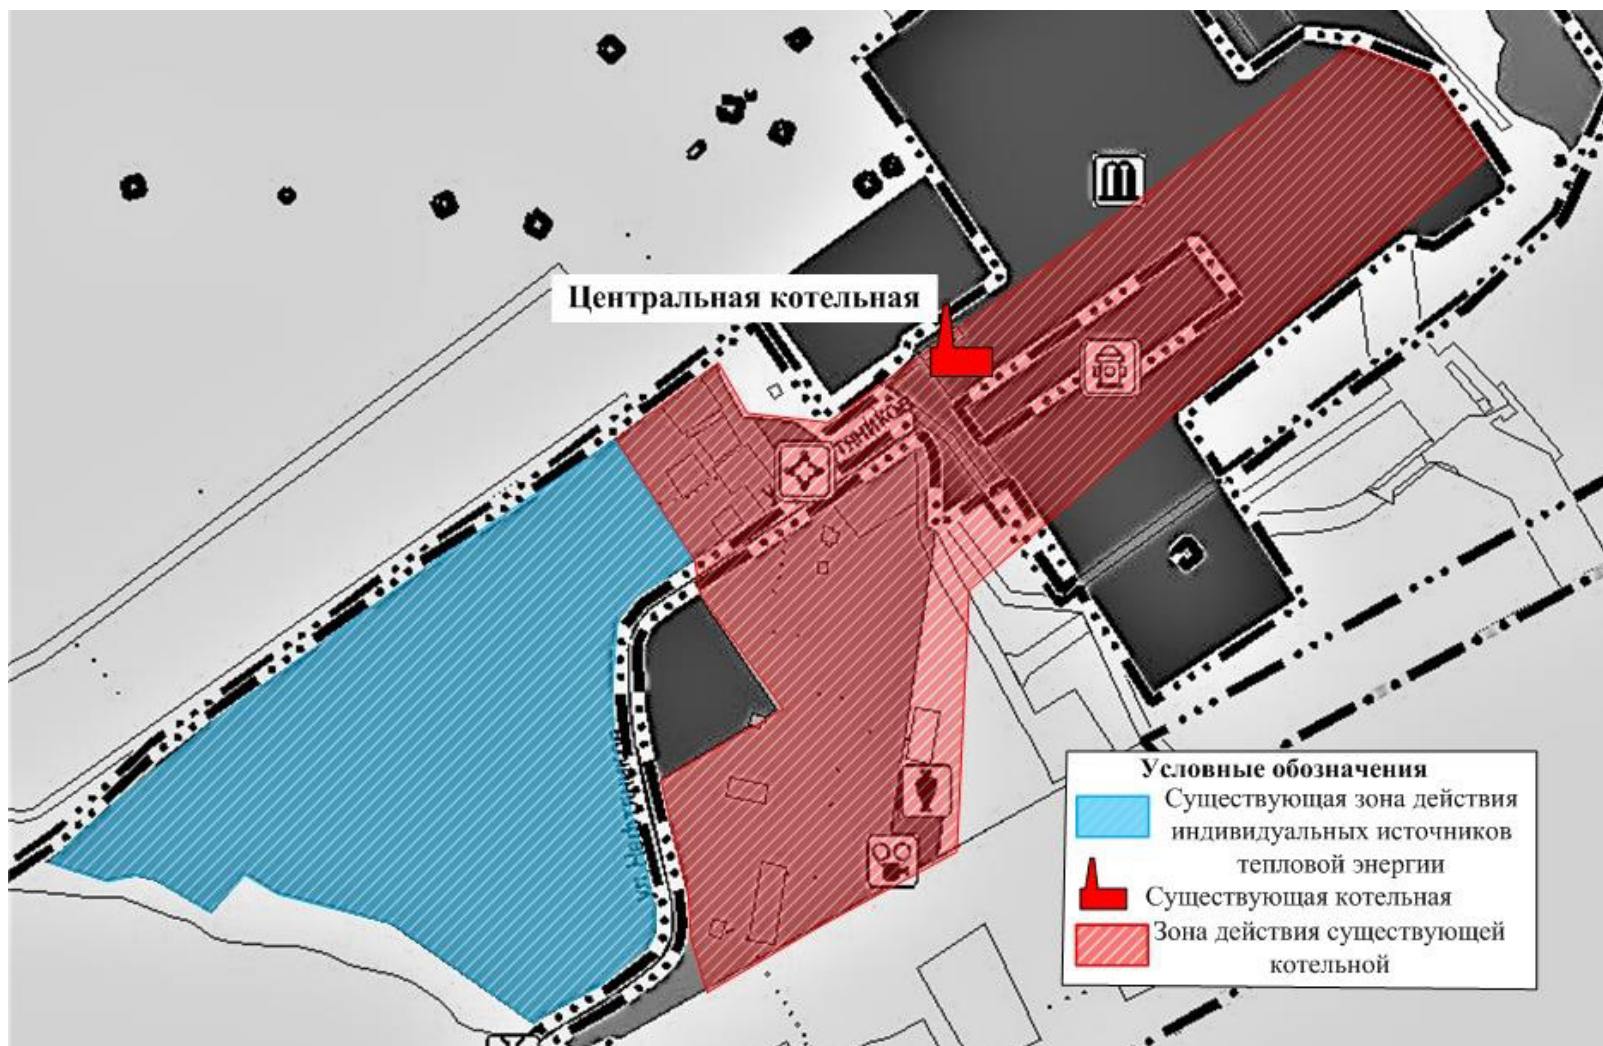 Центральная котельная
Условные обозначения
Существующая зона действия
индивидуальных источников
тепловой энергии
Существующая котельная
Зона действия существующей
котельной